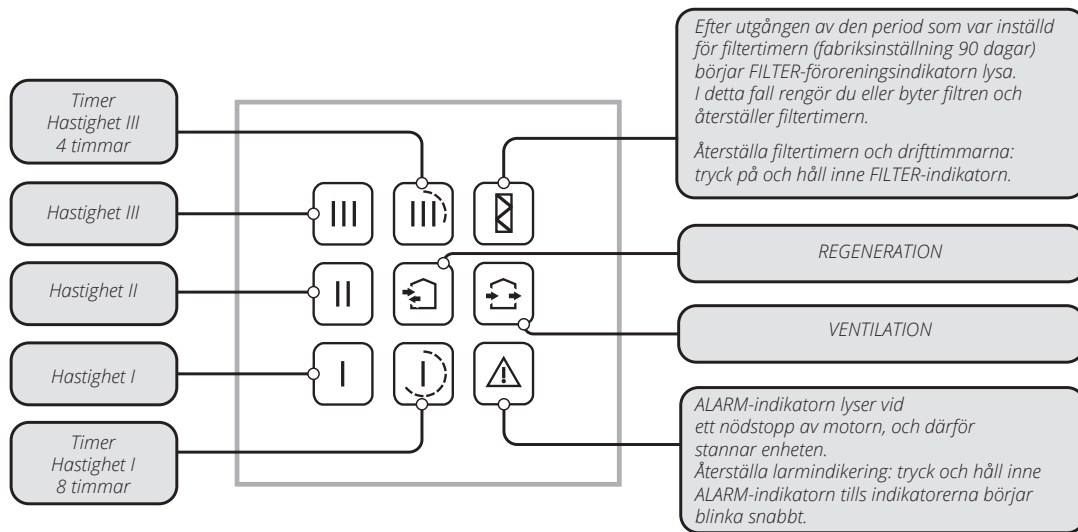 Timer
Hastighet III
4 timmar
Hastighet III
Hastighet II
Hastighet I
Timer
Hastighet I
8 timmar
III
III
II
I
I
Efter utgången av den period som var inställd
för filtertimern (fabriksinställning 90 dagar)
börjar FILTER-föroreningsindikatorn lysa.
I detta fall rengör du eller byter filtren och
återställer filtertimern.
Återställa filtertimern och drifttimmarna:
tryck på och håll inne FILTER-indikatorn.
REGENERATION
VENTILATION
ALARM-indikatorn lyser vid
ett nödstopp av motorn, och därför
stannar enheten.
Återställa larmindikering: tryck och håll inne
ALARM-indikatorn tills indikatorerna börjar
blinka snabbt.